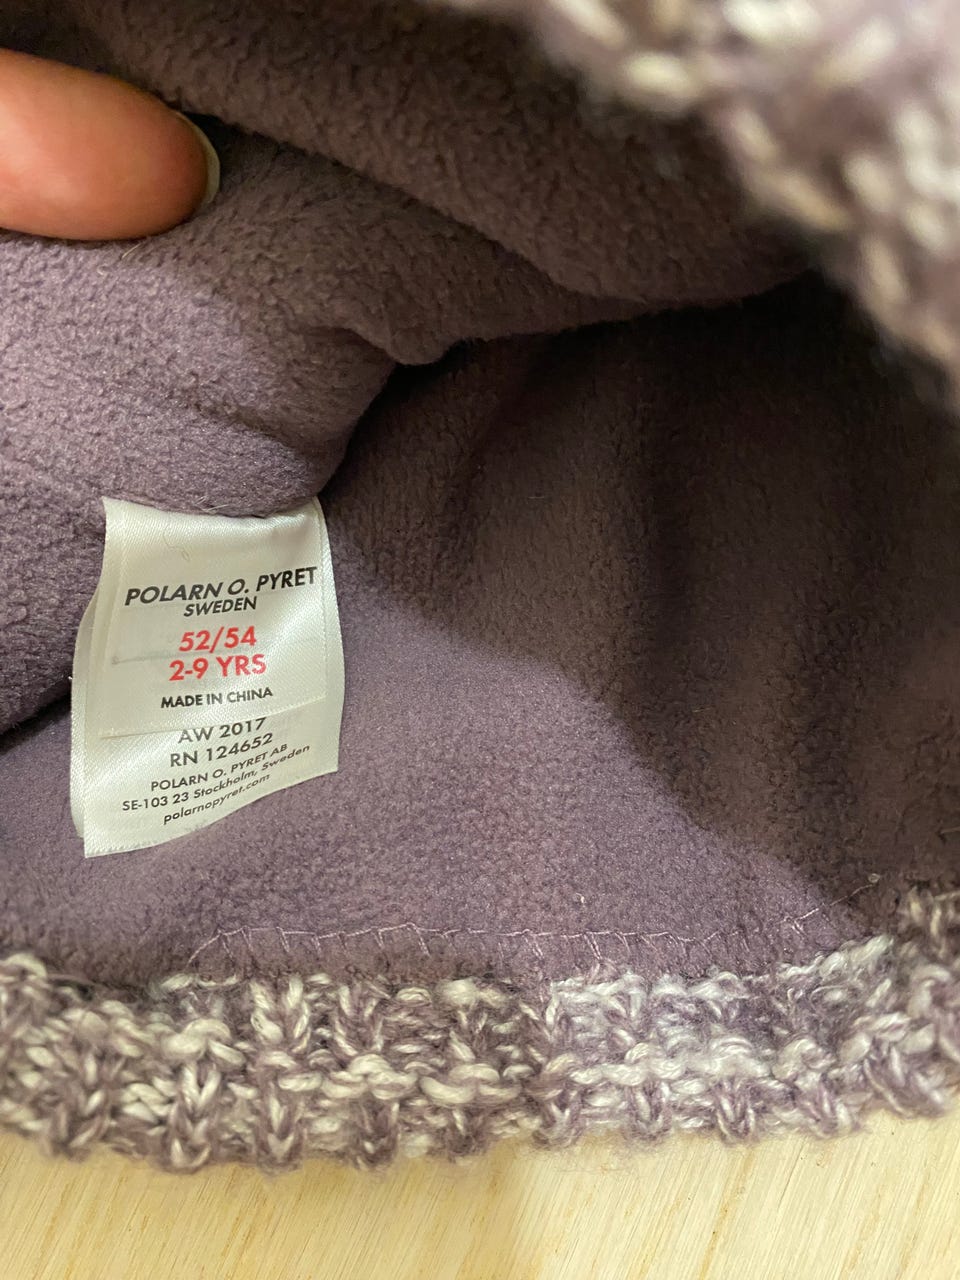 POLARN O. PYRET
SWEDEN
52/54
2-9 YRS
MADE IN CHINA
AW 2017
RN 124652
POLARN O. PYRET AB
SE-103 23 Stockholm, Sweden
polarnopyret.com